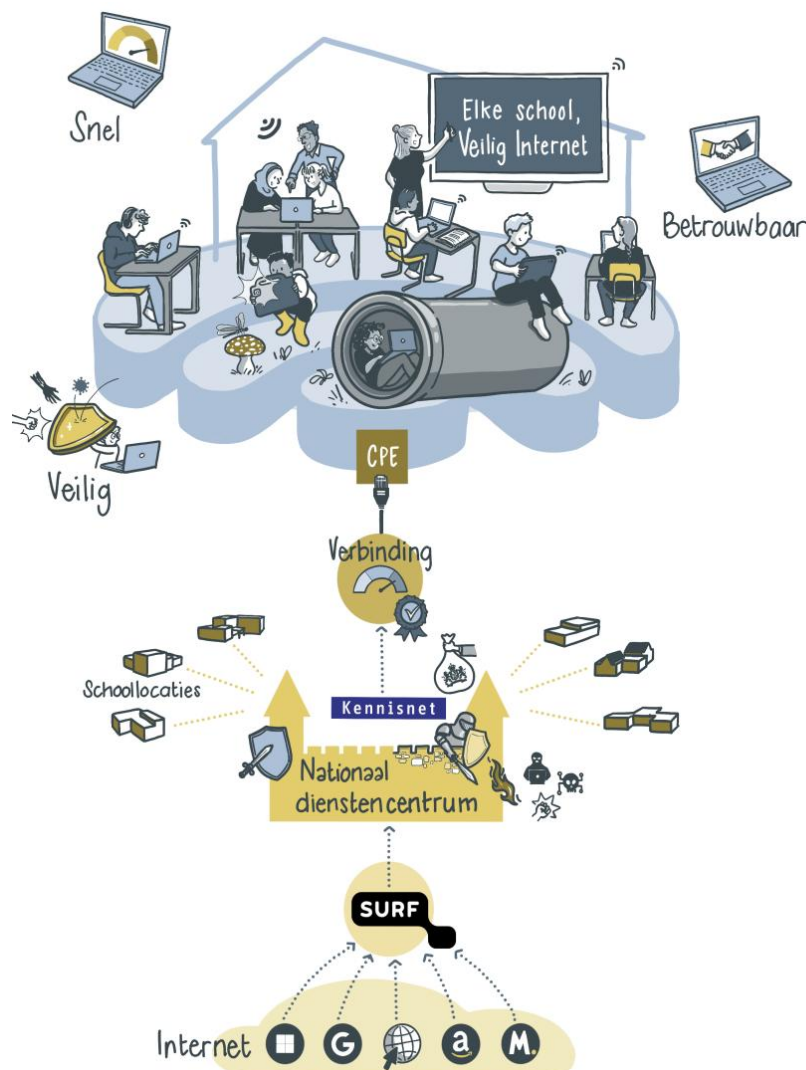 Snel
Elke school,
Veilig Internet
Betrouwbaar
Veilig
CPE
Verbinding
Schoollocaties
Kennisnet
Nationaal
dienstencentrum
SURF
Internet
G
a
M.